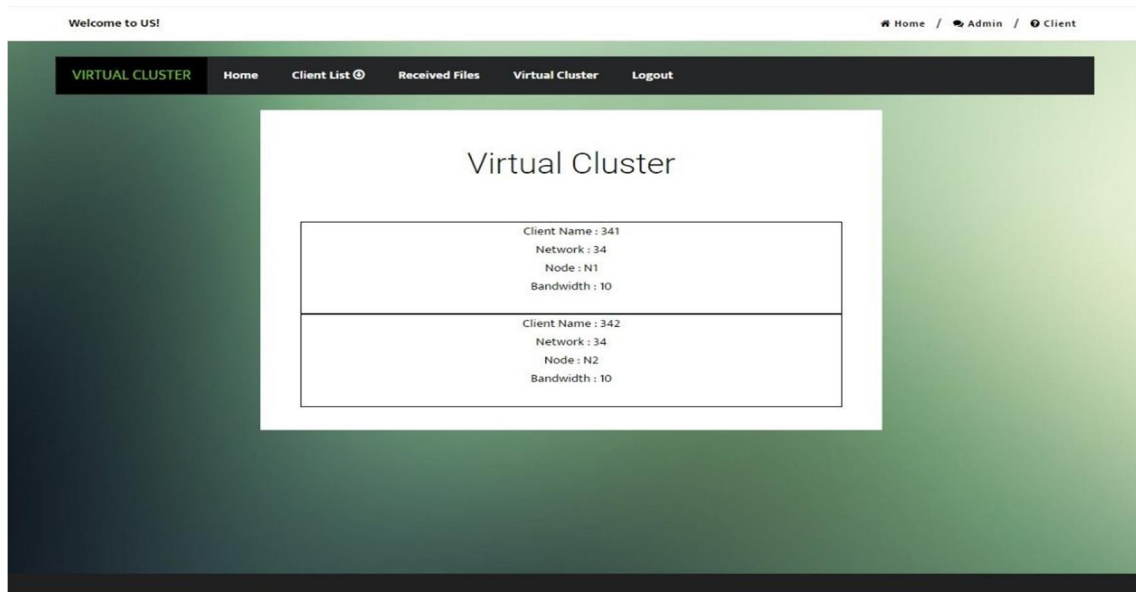 Welcome to US!
Home / Admin / Client
VIRTUAL CLUSTER Home Client List Received Files Virtual Cluster Logout
Virtual Cluster
Client Name : 341
Network : 34
Node : N1
Bandwidth : 10
Client Name : 342
Network : 34
Node : N2
Bandwidth : 10